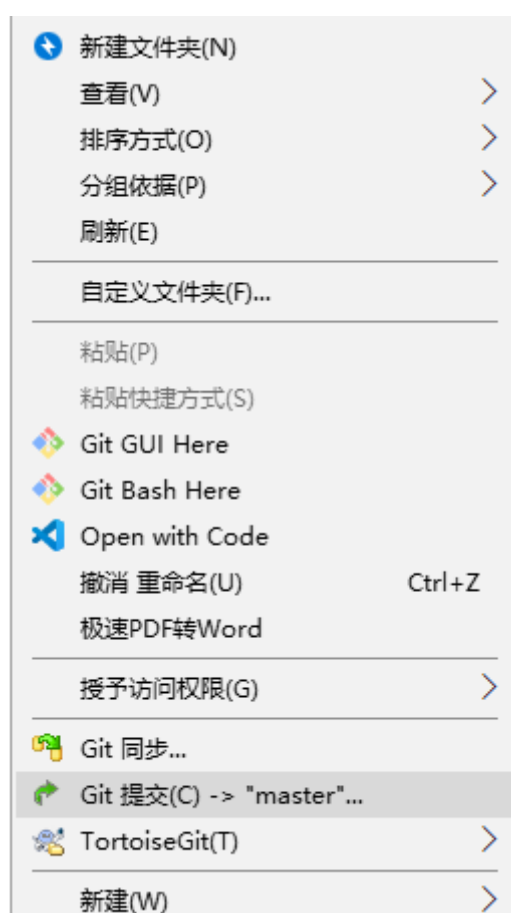 新建文件夹(N)
查看(V)
排序方式(O)
分组依据(P)
刷新(E)
自定义文件夹(F)...
粘贴(P)
粘贴快捷方式(S)
Git GUI Here
Git Bash Here
Open with Code
撤消 重命名(U) Ctrl+Z
极速PDF转Word
授予访问权限(G)
Git 同步...
Git 提交(C) -> "master"...
TortoiseGit(T)
新建(W)